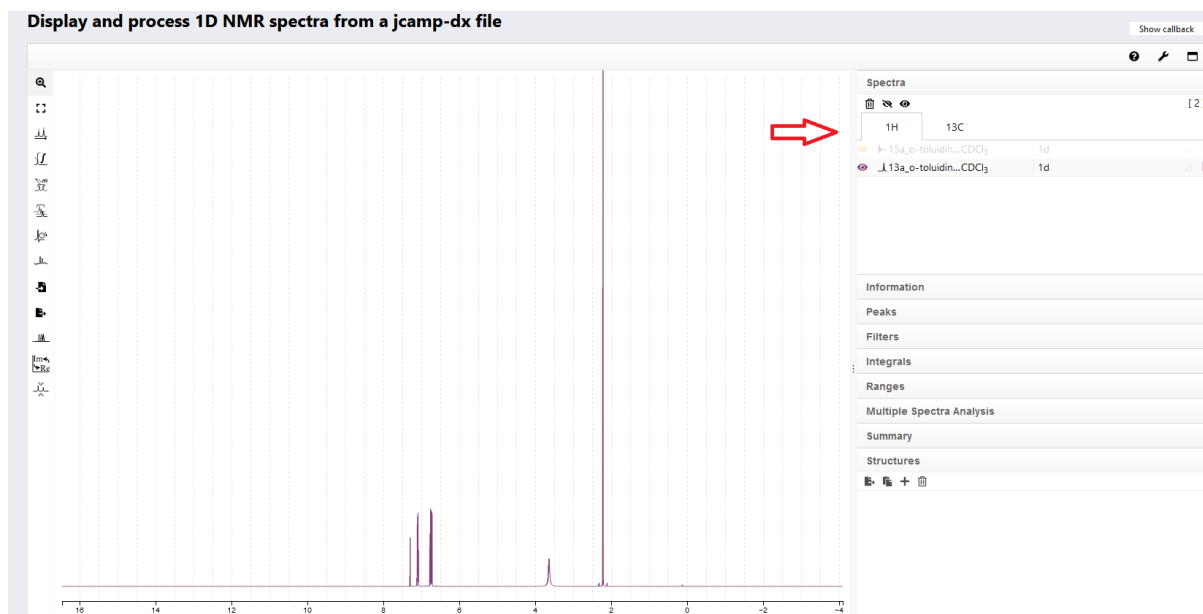 Display and process 1D NMR spectra from a jcamp-dx file
Show callback
Spectra
[ 2
1H 13C
13a_o-toluidin...CDCl3 1d
13a_o-toluidin...CDCl3 1d
Information
Peaks
Filters
Integrals
Ranges
Multiple Spectra Analysis
Summary
Structures
16 14 12 10 8 6 4 2 0 −2 −4